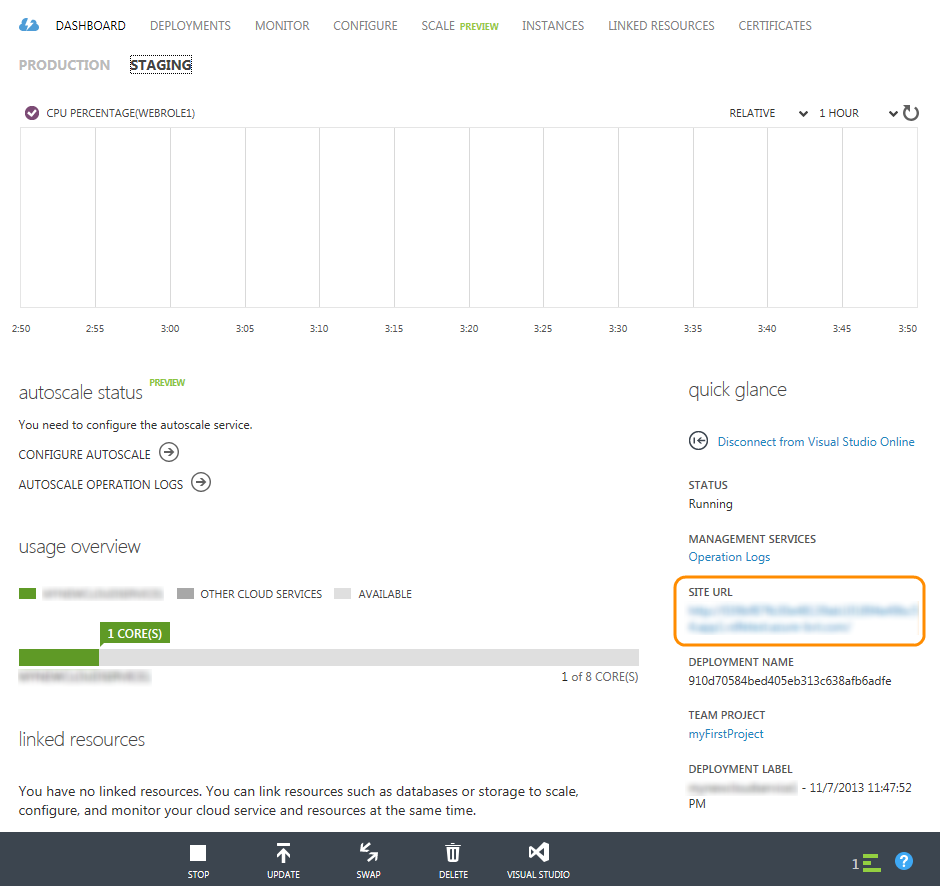 DASHBOARD DEPLOYMENTS MONITOR CONFIGURE SCALE PREVIEW INSTANCES LINKED RESOURCES CERTIFICATES
PRODUCTION STAGING
CPU PERCENTAGE(WEBROLE1) RELATIVE 1 HOUR
2:50 2:55 3:00 3:05 3:10 3:15 3:20 3:25 3:30 3:35 3:40 3:45 3:50
autoscale status PREVIEW
You need to configure the autoscale service.
CONFIGURE AUTOSCALE
AUTOSCALE OPERATION LOGS
usage overview
OTHER CLOUD SERVICES AVAILABLE
1 CORE(S)
1 of 8 CORE(S)
linked resources
You have no linked resources. You can link resources such as databases or storage to scale,
configure, and monitor your cloud service and resources at the same time.
quick glance
Disconnect from Visual Studio Online
STATUS
Running
MANAGEMENT SERVICES
Operation Logs
SITE URL
DEPLOYMENT NAME
910d70584bed405eb313c638afb6adfe
TEAM PROJECT
myFirstProject
DEPLOYMENT LABEL
- 11/7/2013 11:47:52
PM
STOP UPDATE SWAP DELETE VISUAL STUDIO
1 ?